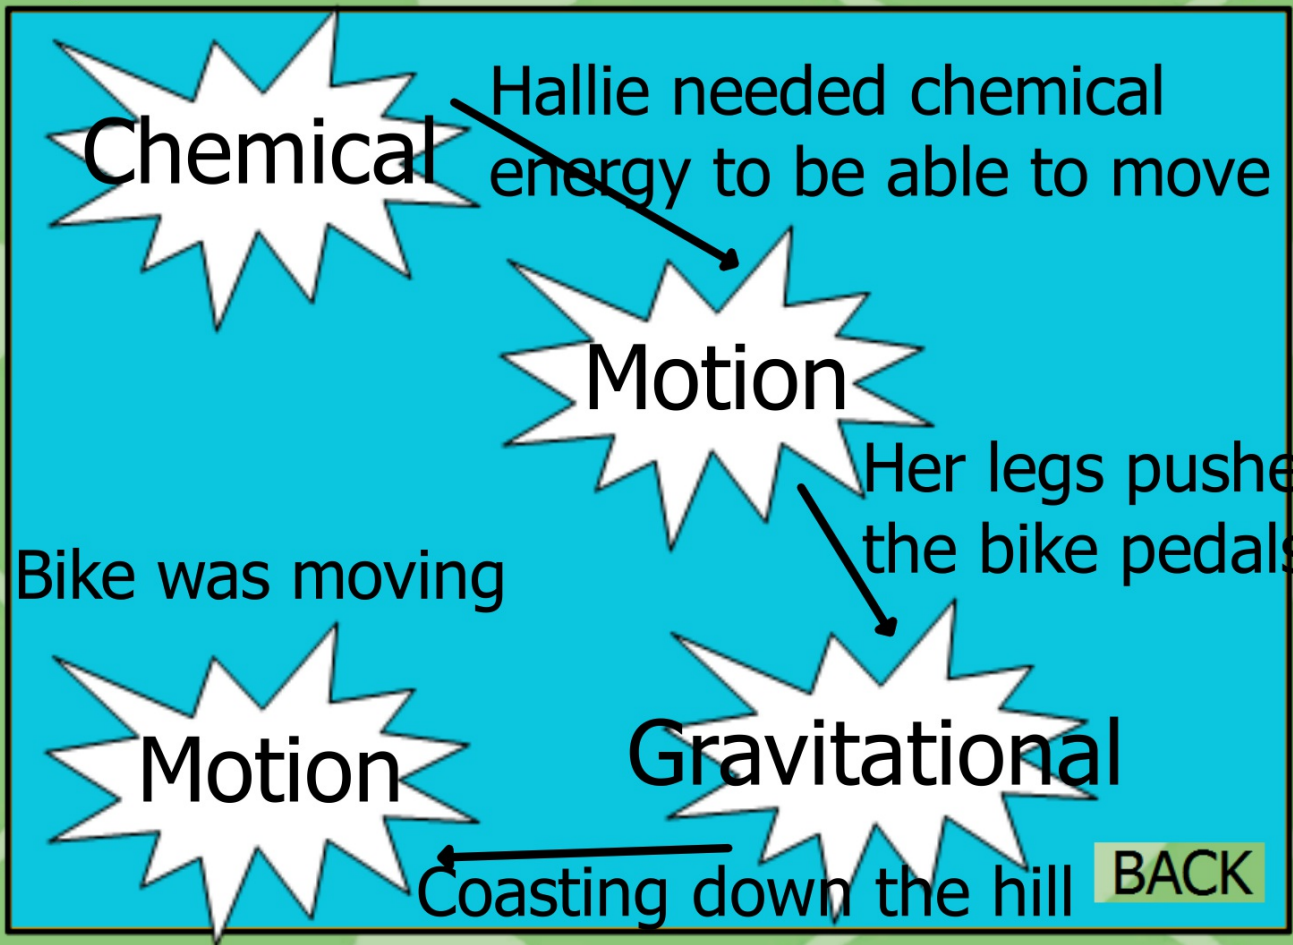 Chemical
Hallie needed chemical
energy to be able to move
Motion
Her legs pushe
the bike pedals
Bike was moving
Motion
Gravitational
Coasting down the hill
BACK